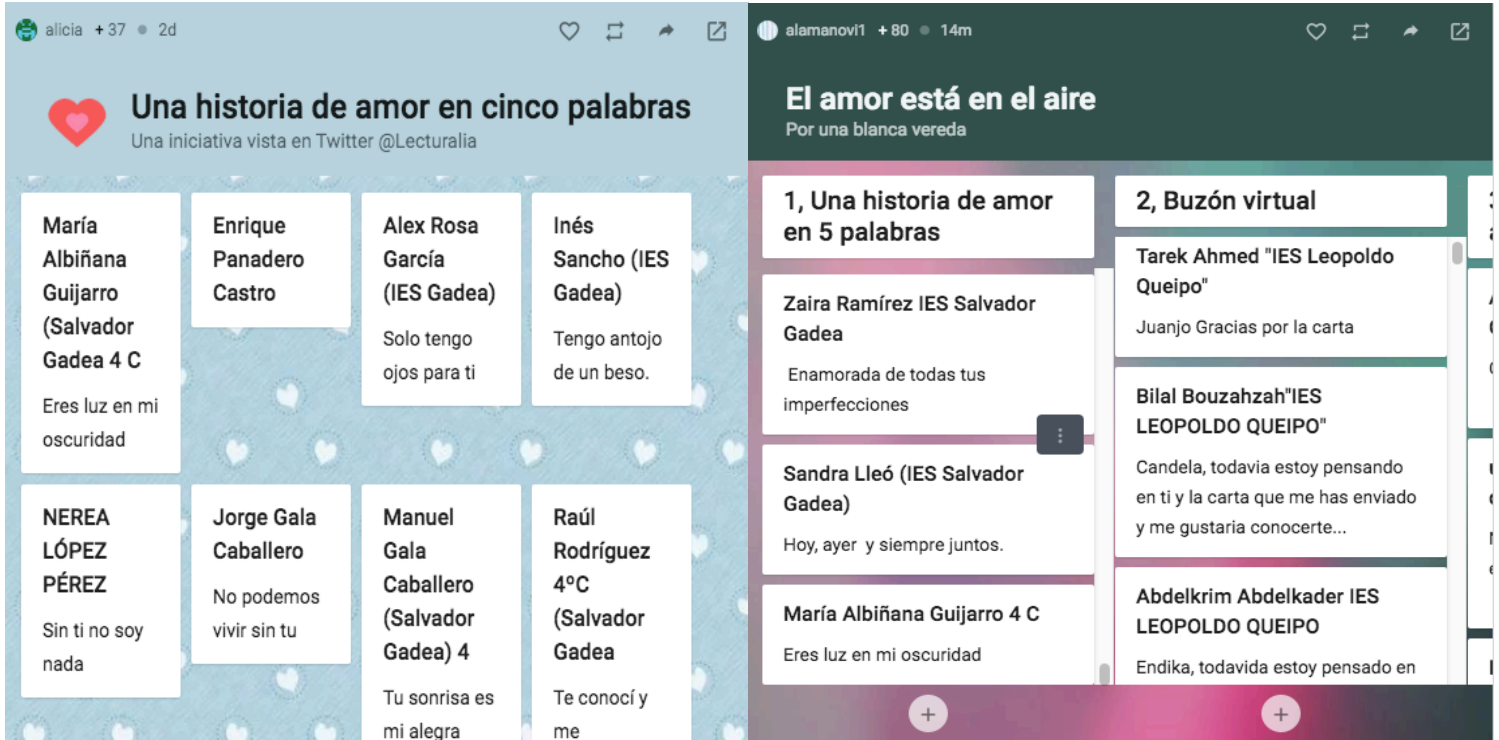 alicia + 37 2d
Una historia de amor en cinco palabras
Una iniciativa vista en Twitter @Lecturalia
María
Albiñana
Guijarro
(Salvador
Gadea 4 C
Eres luz en mi
oscuridad
Enrique
Panadero
Castro
Alex Rosa
García
(IES Gadea)
Solo tengo
ojos para ti
Inés
Sancho (IES
Gadea)
Tengo antojo
de un beso.
NEREA
LÓPEZ
PÉREZ
Sin ti no soy
nada
Jorge Gala
Caballero
No podemos
vivir sin tu
Manuel
Gala
Caballero
(Salvador
Gadea) 4
Tu sonrisa es
mi alegra
Raúl
Rodríguez
4ºC
(Salvador
Gadea
Te conocí y
me
alamanovi1 + 80 14m
El amor está en el aire
Por una blanca vereda
1, Una historia de amor
en 5 palabras
Zaira Ramírez IES Salvador
Gadea
Enamorada de todas tus
imperfecciones
Sandra Lleó (IES Salvador
Gadea)
Hoy, ayer y siempre juntos.
María Albiñana Guijarro 4 C
Eres luz en mi oscuridad
2, Buzón virtual
Tarek Ahmed "IES Leopoldo
Queipo"
Juanjo Gracias por la carta
Bilal Bouzahzah"IES
LEOPOLDO QUEIPO"
Candela, todavia estoy pensando
en ti y la carta que me has enviado
y me gustaria conocerte...
Abdelkrim Abdelkader IES
LEOPOLDO QUEIPO
Endika, todavida estoy pensado en